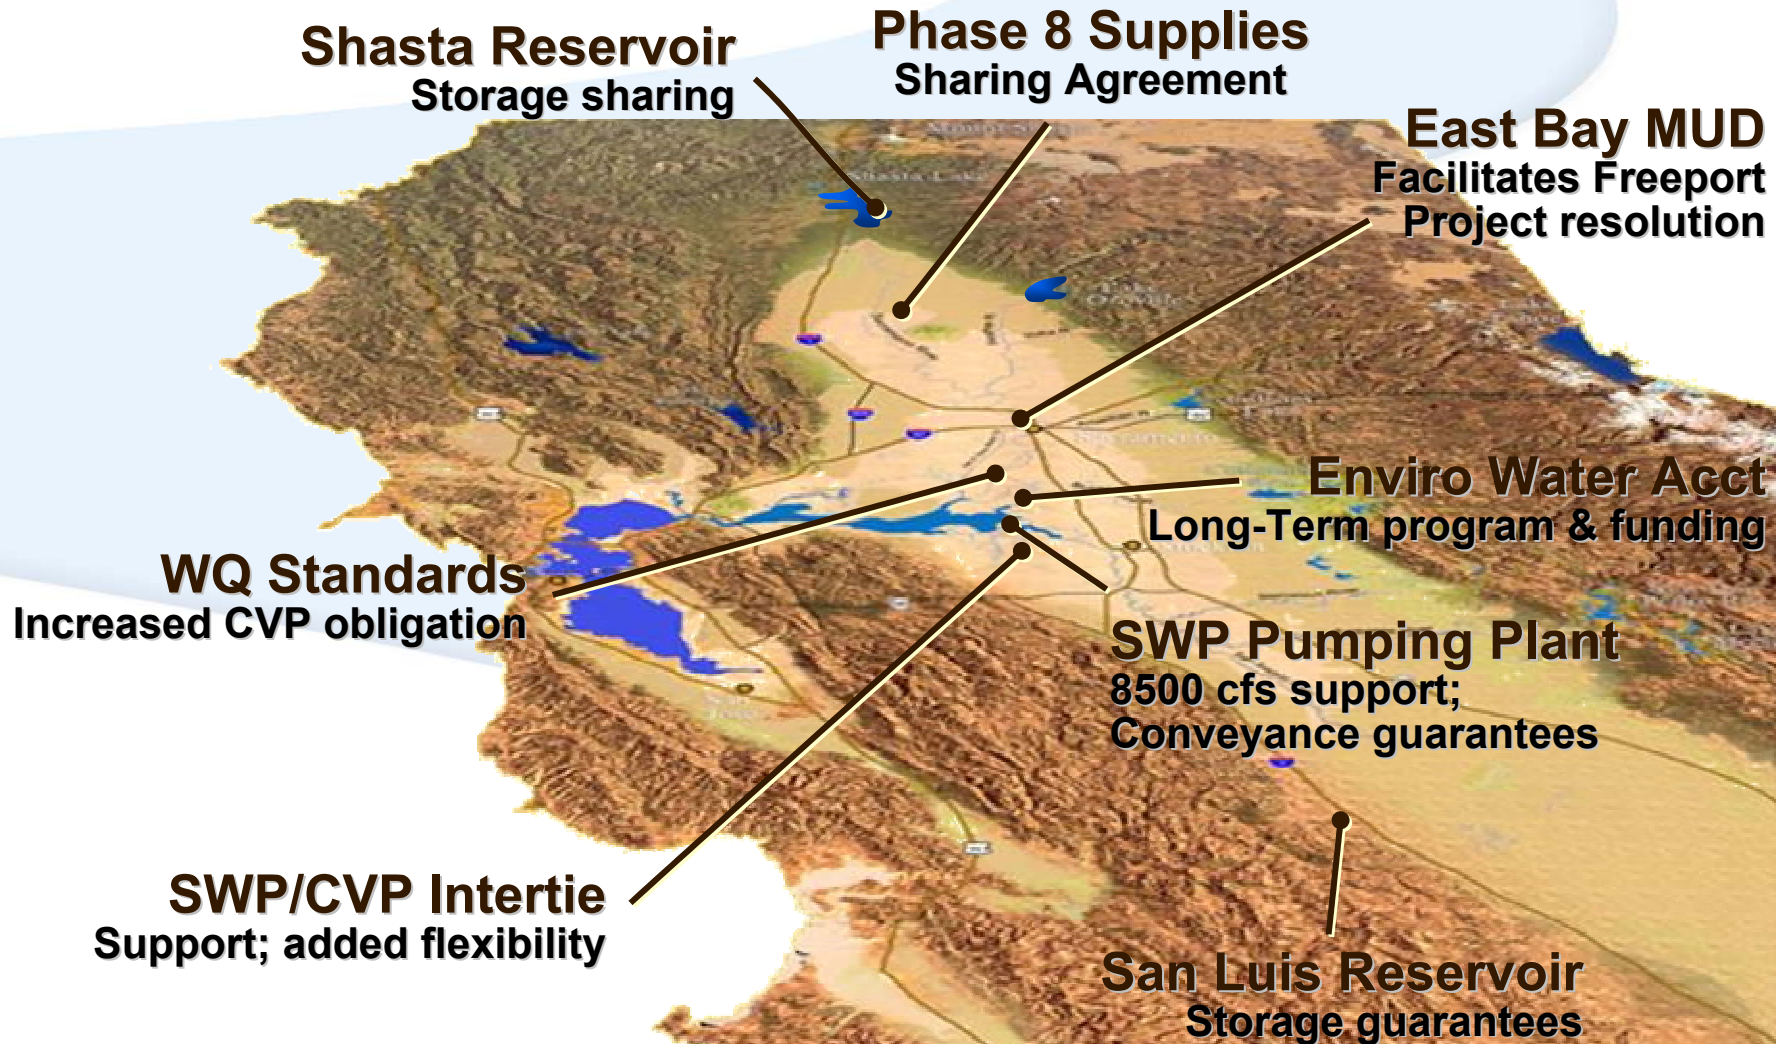 Shasta Reservoir
Storage sharing
Phase 8 Supplies
Sharing Agreement
East Bay MUD
Facilitates Freeport
Project resolution
Shasta Lake
Enviro Water Acct
Long-Term program & funding
WQ Standards
Increased CVP obligation
SWP Pumping Plant
8500 cfs support;
Conveyance guarantees
SWP/CVP Intertie
Support; added flexibility
San Luis Reservoir
Storage guarantees